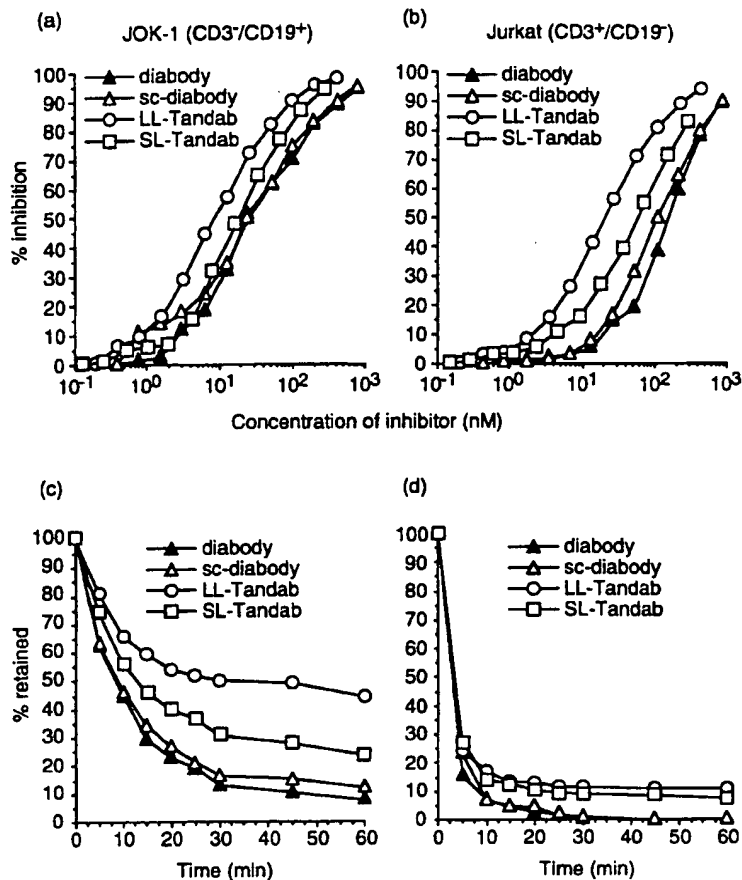 (a)
JOK-1 (CD3⁻/CD19⁺)
diabody
sc-diabody
LL-Tandab
SL-Tandab
% inhibition
100
90
80
70
60
50
40
30
20
10
0
10⁻¹ 10⁰ 10¹ 10² 10³
(b)
Jurkat (CD3⁺/CD19⁻)
diabody
sc-diabody
LL-Tandab
SL-Tandab
100
90
80
70
60
50
40
30
20
10
0
10⁻¹ 10⁰ 10¹ 10² 10³
Concentration of inhibitor (nM)
(c)
diabody
sc-diabody
LL-Tandab
SL-Tandab
% retained
100
90
80
70
60
50
40
30
20
10
0
0 10 20 30 40 50 60
Time (min)
(d)
diabody
sc-diabody
LL-Tandab
SL-Tandab
100
90
80
70
60
50
40
30
20
10
0
0 10 20 30 40 50 60
Time (min)